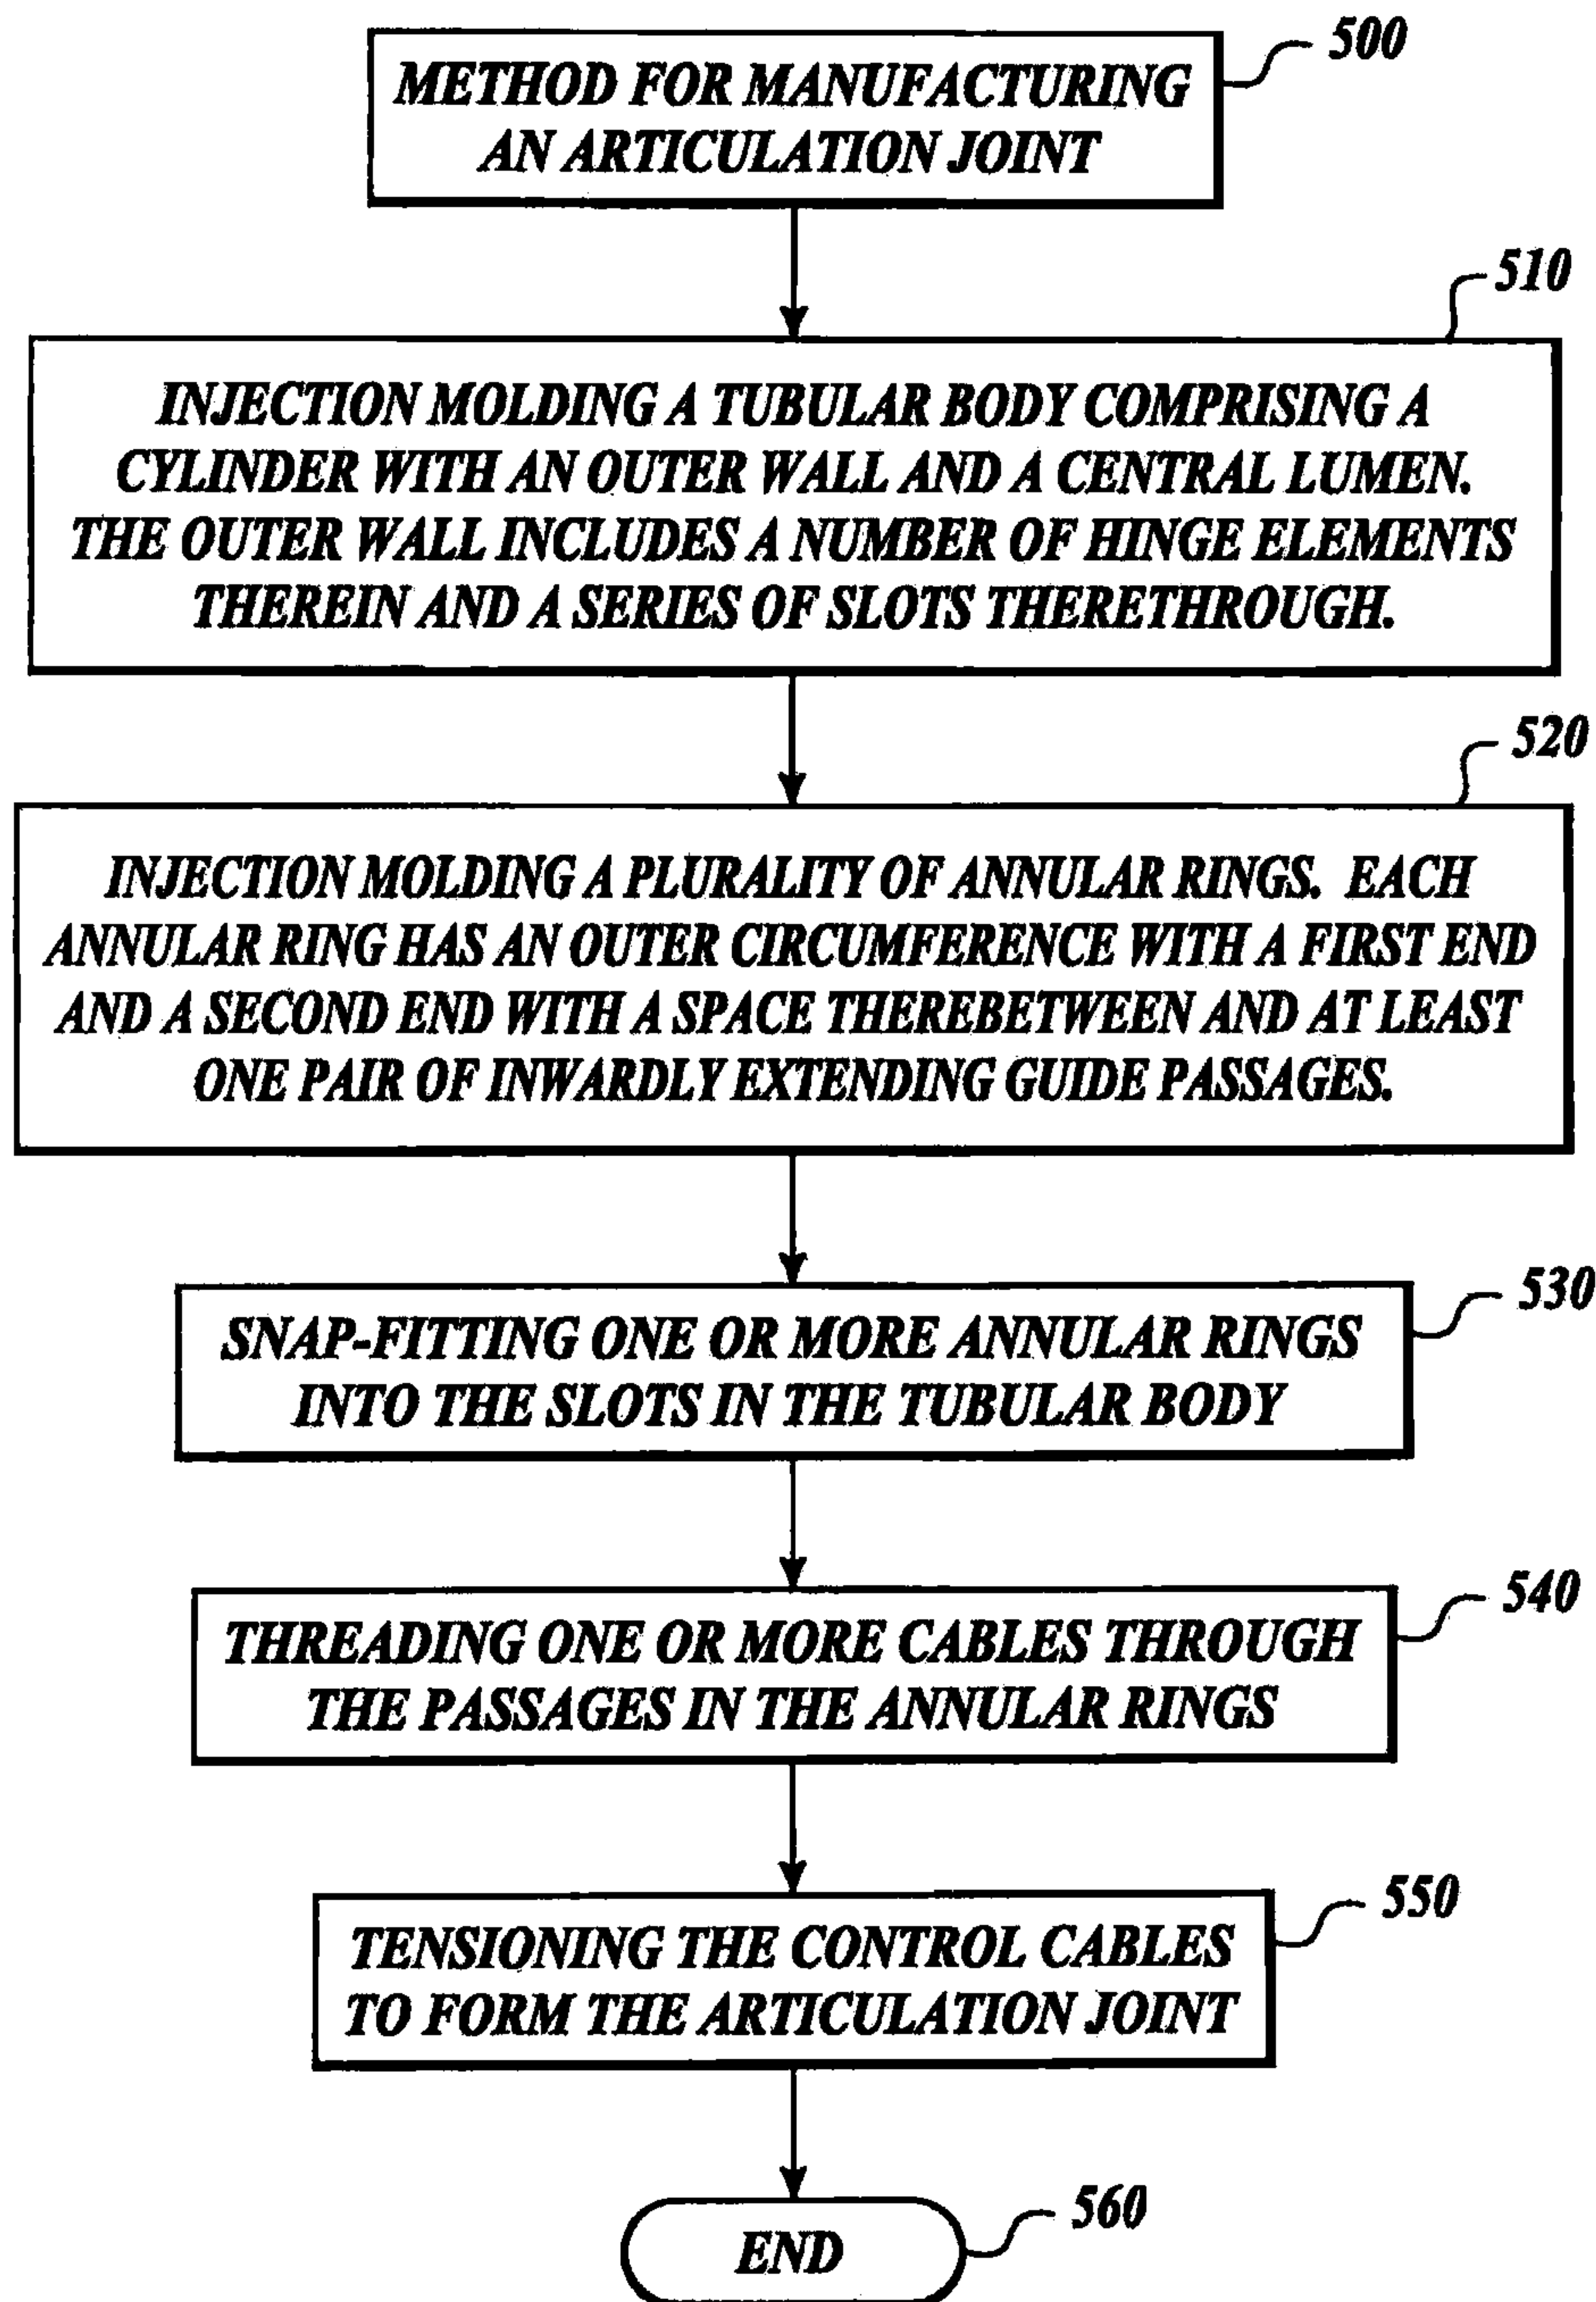 500
METHOD FOR MANUFACTURING
AN ARTICULATION JOINT
510
INJECTION MOLDING A TUBULAR BODY COMPRISING A
CYLINDER WITH AN OUTER WALL AND A CENTRAL LUMEN.
THE OUTER WALL INCLUDES A NUMBER OF HINGE ELEMENTS
THEREIN AND A SERIES OF SLOTS THERETHROUGH.
520
INJECTION MOLDING A PLURALITY OF ANNULAR RINGS. EACH
ANNULAR RING HAS AN OUTER CIRCUMFERENCE WITH A FIRST END
AND A SECOND END WITH A SPACE THEREBETWEEN AND AT LEAST
ONE PAIR OF INWARDLY EXTENDING GUIDE PASSAGES.
530
SNAP-FITTING ONE OR MORE ANNULAR RINGS
INTO THE SLOTS IN THE TUBULAR BODY
540
THREADING ONE OR MORE CABLES THROUGH
THE PASSAGES IN THE ANNULAR RINGS
550
TENSIONING THE CONTROL CABLES
TO FORM THE ARTICULATION JOINT
560
END